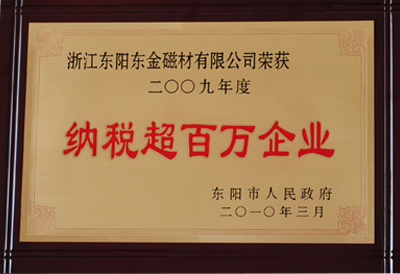 浙江东阳东金磁材有限公司荣获
二〇〇九年度
纳税超百万企业
东阳市人民政府
二〇一〇年三月